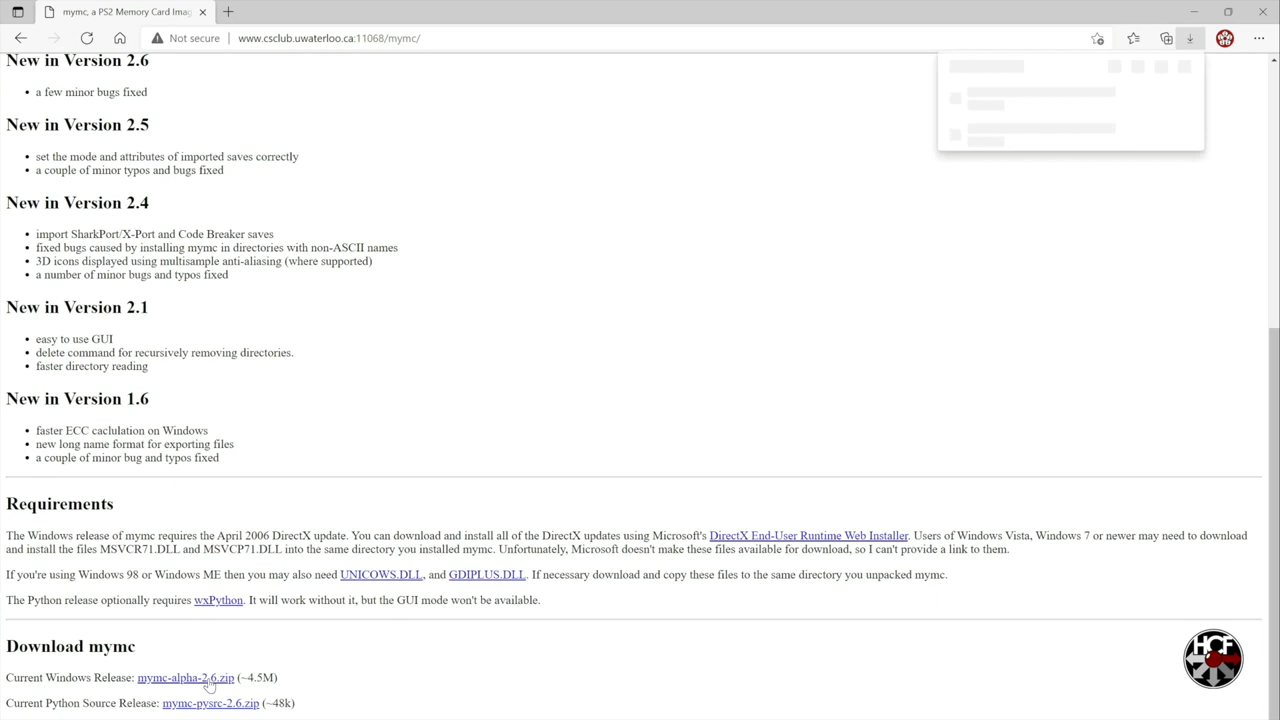 mymc, a PS2 Memory Card Imag
Not secure
www.csclub.uwaterloo.ca:11068/mymc/
New in Version 2.6
a few minor bugs fixed
New in Version 2.5
set the mode and attributes of imported saves correctly
a couple of minor typos and bugs fixed
New in Version 2.4
import SharkPort/X-Port and Code Breaker saves
fixed bugs caused by installing mymc in directories with non-ASCII names
3D icons displayed using multisample anti-aliasing (where supported)
a number of minor bugs and typos fixed
New in Version 2.1
easy to use GUI
delete command for recursively removing directories.
faster directory reading
New in Version 1.6
faster ECC caclulation on Windows
new long name format for exporting files
a couple of minor bug and typos fixed
Requirements
The Windows release of mymc requires the April 2006 DirectX update. You can download and install all of the DirectX updates using Microsoft's DirectX End-User Runtime Web Installer. Users of Windows Vista, Windows 7 or newer may need to download
and install the files MSVCR71.DLL and MSVCP71.DLL into the same directory you installed mymc. Unfortunately, Microsoft doesn't make these files available for download, so I can't provide a link to them.
If you're using Windows 98 or Windows ME then you may also need UNICOWS.DLL, and GDIPLUS.DLL. If necessary download and copy these files to the same directory you unpacked mymc.
The Python release optionally requires wxPython. It will work without it, but the GUI mode won't be available.
Download mymc
HCF
Current Windows Release: mymc-alpha-2.6.zip (~4.5M)
Current Python Source Release: mymc-pysrc-2.6.zip (~48k)